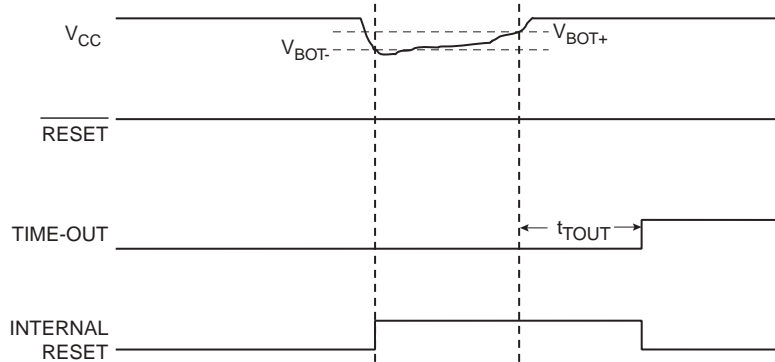 VCC
VBOT-
VBOT+
RESET
TIME-OUT
tTOUT
INTERNAL
RESET